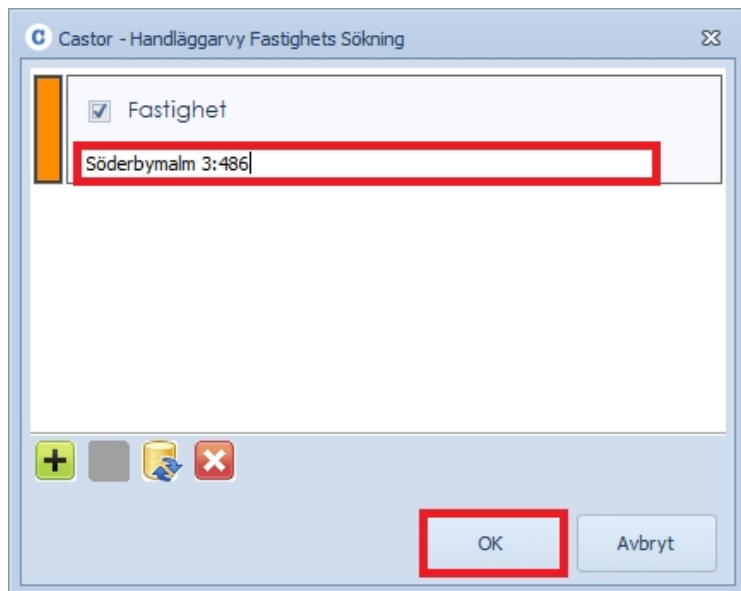 C Castor - Handläggarvy Fastighets Sökning
Fastighet
Söderbymalm 3:486
OK Avbryt